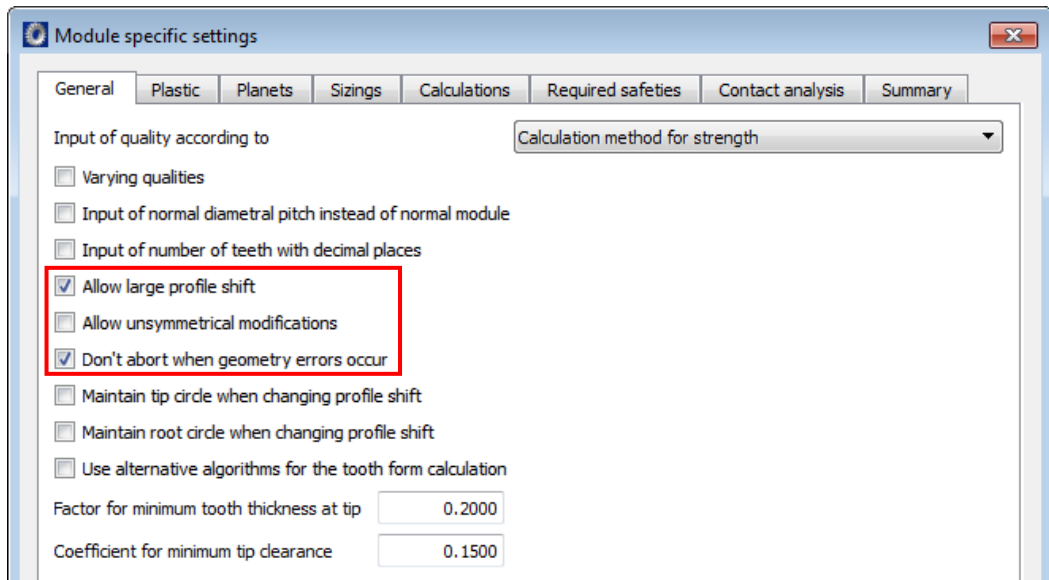 Module specific settings
General Plastic Planets Sizings Calculations Required safeties Contact analysis Summary
Input of quality according to Calculation method for strength
Varying qualities
Input of normal diametral pitch instead of normal module
Input of number of teeth with decimal places
Allow large profile shift
Allow unsymmetrical modifications
Don't abort when geometry errors occur
Maintain tip circle when changing profile shift
Maintain root circle when changing profile shift
Use alternative algorithms for the tooth form calculation
Factor for minimum tooth thickness at tip 0.2000
Coefficient for minimum tip clearance 0.1500